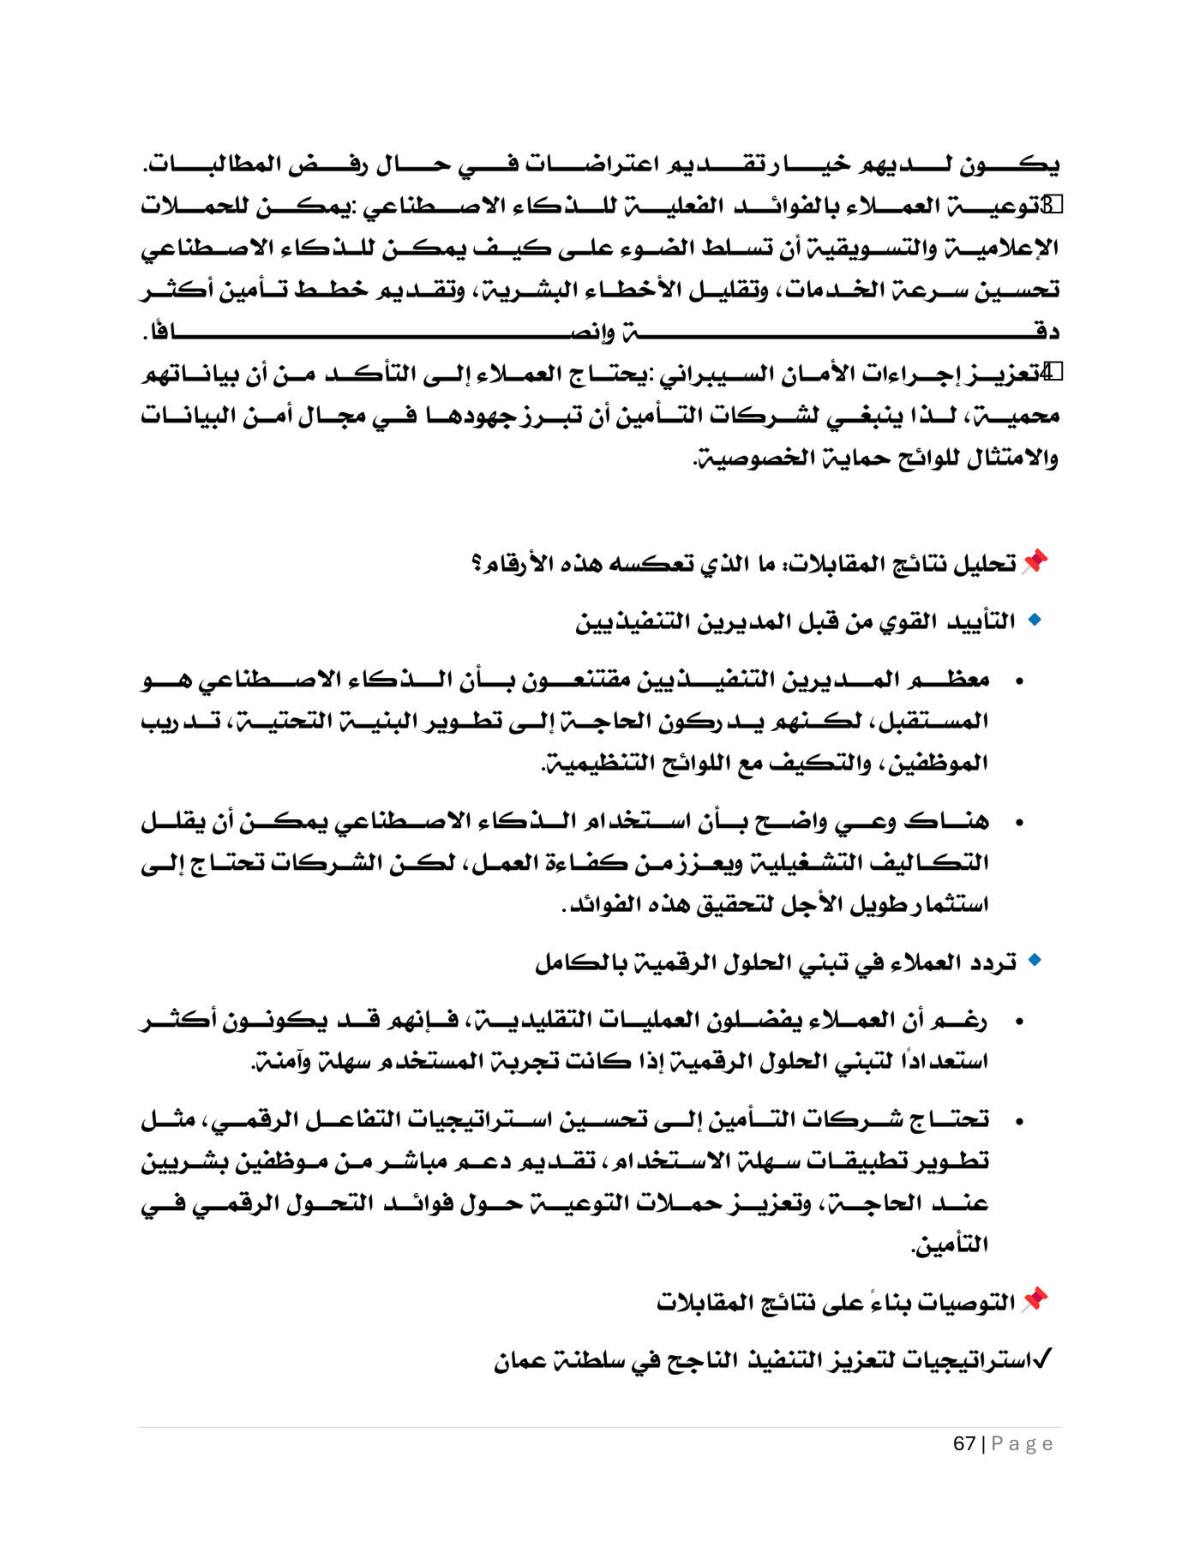 يكون لديهم خيار تقديم اعتراضات في حال رفض المطالبات.
3توعية العملاء بالفوائد الفعلية للذكاء الاصطناعي :يمكن للحملات
الإعلامية والتسويقية أن تسلط الضوء على كيف يمكن للذكاء الاصطناعي
تحسين سرعة الخدمات، وتقليل الأخطاء البشرية، وتقديم خطط تأمين أكثر
دقة وإنصافًا.
4تعزيز إجراءات الأمان السيبراني :يحتاج العملاء إلى التأكد من أن بياناتهم
محمية، لذا ينبغي لشركات التأمين أن تبرز جهودها في مجال أمن البيانات
والامتثال للوائح حماية الخصوصية.
📌 تحليل نتائج المقابلات: ما الذي تعكسه هذه الأرقام؟
🔹 التأييد القوي من قبل المديرين التنفيذيين
• معظم المديرين التنفيذيين مقتنعون بأن الذكاء الاصطناعي هو
المستقبل، لكنهم يدركون الحاجة إلى تطوير البنية التحتية، تدريب
الموظفين، والتكيف مع اللوائح التنظيمية.
• هناك وعي واضح بأن استخدام الذكاء الاصطناعي يمكن أن يقلل
التكاليف التشغيلية ويعزز من كفاءة العمل، لكن الشركات تحتاج إلى
استثمار طويل الأجل لتحقيق هذه الفوائد.
🔹 تردد العملاء في تبني الحلول الرقمية بالكامل
• رغم أن العملاء يفضلون العمليات التقليدية، فإنهم قد يكونون أكثر
استعدادًا لتبني الحلول الرقمية إذا كانت تجربة المستخدم سهلة وآمنة.
• تحتاج شركات التأمين إلى تحسين استراتيجيات التفاعل الرقمي، مثل
تطوير تطبيقات سهلة الاستخدام، تقديم دعم مباشر من موظفين بشريين
عند الحاجة، وتعزيز حملات التوعية حول فوائد التحول الرقمي في
التأمين.
📌 التوصيات بناءً على نتائج المقابلات
✓استراتيجيات لتعزيز التنفيذ الناجح في سلطنة عمان
67 | Page